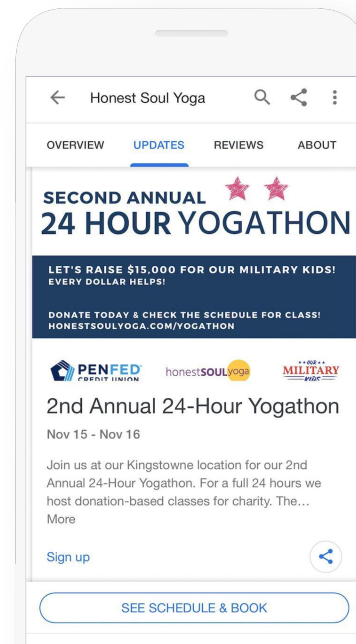 Honest Soul Yoga
OVERVIEW UPDATES REVIEWS ABOUT
SECOND ANNUAL
24 HOUR YOGATHON
LET'S RAISE $15,000 FOR OUR MILITARY KIDS!
EVERY DOLLAR HELPS!
DONATE TODAY & CHECK THE SCHEDULE FOR CLASS!
HONESTSOULYOGA.COM/YOGATHON
PENFED
CREDIT UNION
honestSOULyoga
OUR
MILITARY
KIDS
2nd Annual 24-Hour Yogathon
Nov 15 - Nov 16
Join us at our Kingstowne location for our 2nd
Annual 24-Hour Yogathon. For a full 24 hours we
host donation-based classes for charity. The…
More
Sign up
SEE SCHEDULE & BOOK